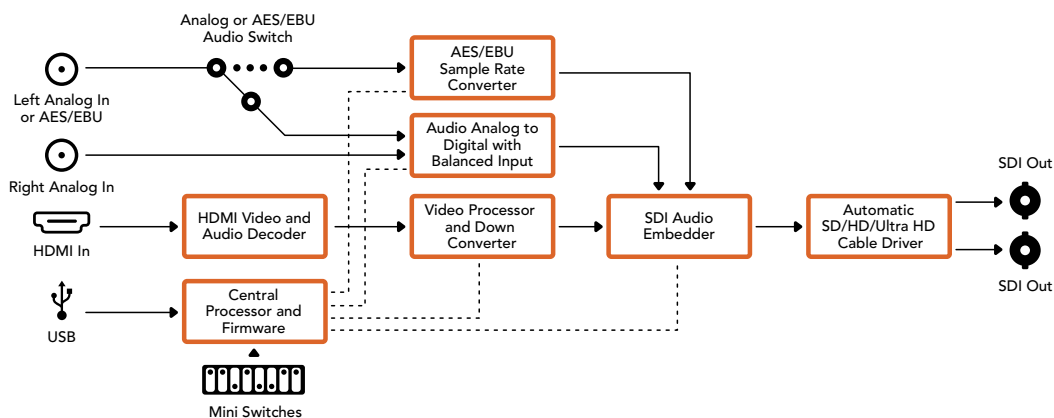 Analog or AES/EBU
Audio Switch
Left Analog In
or AES/EBU
Right Analog In
HDMI In
USB
AES/EBU
Sample Rate
Converter
Audio Analog to
Digital with
Balanced Input
HDMI Video and
Audio Decoder
Video Processor
and Down
Converter
SDI Audio
Embedder
Automatic
SD/HD/Ultra HD
Cable Driver
SDI Out
SDI Out
Central
Processor and
Firmware
Mini Switches